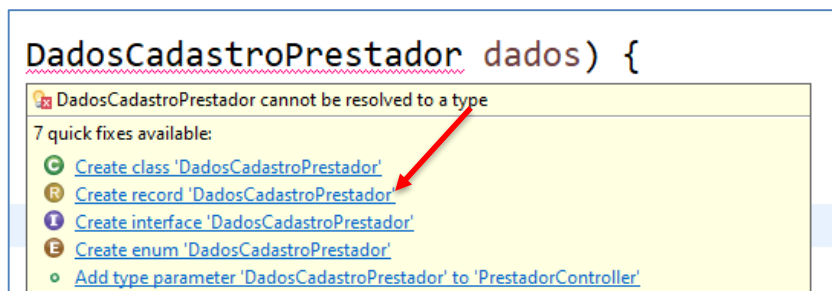 DadosCadastroPrestador dados) {
DadosCadastroPrestador cannot be resolved to a type
7 quick fixes available:
C Create class 'DadosCadastroPrestador'
R Create record 'DadosCadastroPrestador'
I Create interface 'DadosCadastroPrestador'
E Create enum 'DadosCadastroPrestador'
Add type parameter 'DadosCadastroPrestador' to 'PrestadorController'